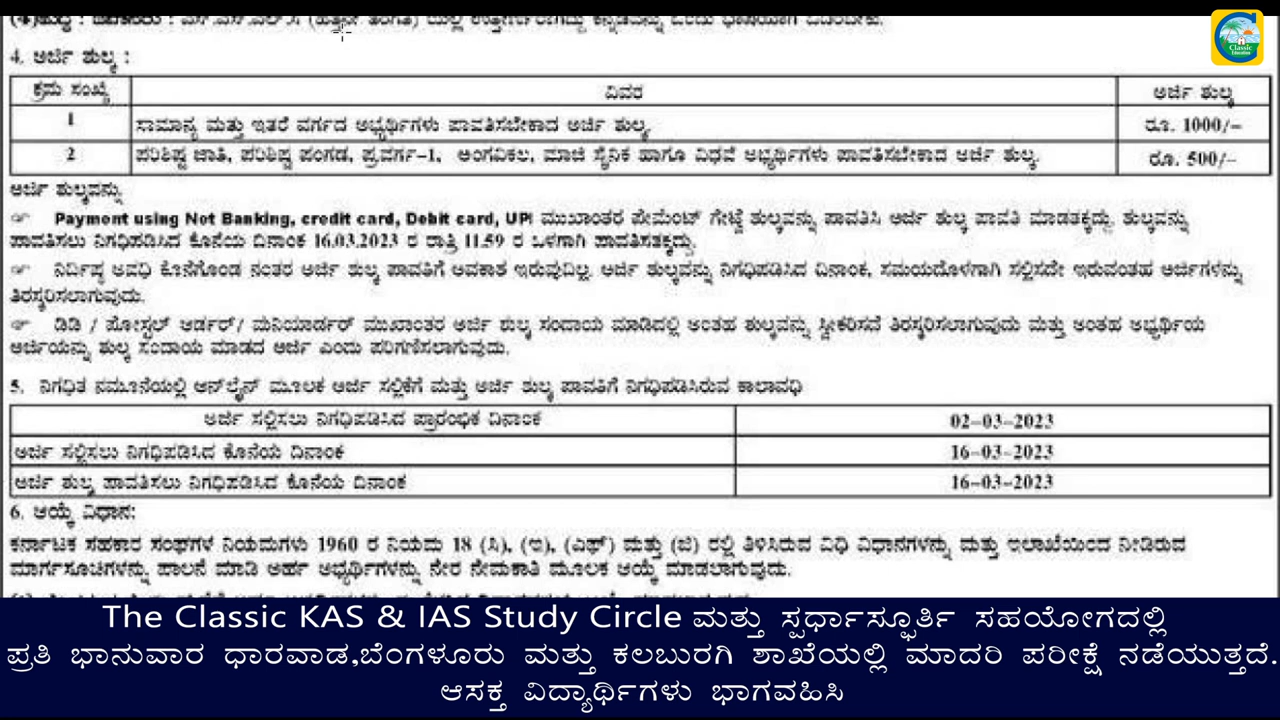 4. ಅರ್ಜಿ ಶುಲ್ಕ :
Classic
Education
ಕ್ರಮ ಸಂಖ್ಯೆ ವಿವರ ಅರ್ಜಿ ಶುಲ್ಕ
1 ಸಾಮಾನ್ಯ ಮತ್ತು ಇತರೆ ವರ್ಗದ ಅಭ್ಯರ್ಥಿಗಳು ಪಾವತಿಸಬೇಕಾದ ಅರ್ಜಿ ಶುಲ್ಕ ರೂ. 1000/-
2 ಪರಿಶಿಷ್ಟ ಜಾತಿ, ಪರಿಶಿಷ್ಟ ಪಂಗಡ, ಪ್ರವರ್ಗ-1, ಅಂಗವಿಕಲ, ಮಾಜಿ ಸೈನಿಕ ಹಾಗೂ ವಿಧವೆ ಅಭ್ಯರ್ಥಿಗಳು ಪಾವತಿಸಬೇಕಾದ ಅರ್ಜಿ ಶುಲ್ಕ. ರೂ. 500/-
ಅರ್ಜಿ ಶುಲ್ಕವನ್ನು
☞ Payment using Net Banking, credit card, Debit card, UPI ಮುಖಾಂತರ ಪೇಮೆಂಟ್ ಗೇಟ್ವೆ ಶುಲ್ಕವನ್ನು ಪಾವತಿಸಿ ಅರ್ಜಿ ಶುಲ್ಕ ಪಾವತಿ ಮಾಡತಕ್ಕದ್ದು. ಶುಲ್ಕವನ್ನು
ಪಾವತಿಸಲು ನಿಗಧಿಪಡಿಸಿದ ಕೊನೆಯ ದಿನಾಂಕ 16.03.2023 ರ ರಾತ್ರಿ 11.59 ರ ಒಳಗಾಗಿ ಪಾವತಿಸತಕ್ಕದ್ದು.
☞ ನಿರ್ದಿಷ್ಟ ಅವಧಿ ಕೊನೆಗೊಂಡ ನಂತರ ಅರ್ಜಿ ಶುಲ್ಕ ಪಾವತಿಗೆ ಅವಕಾಶ ಇರುವುದಿಲ್ಲ. ಅರ್ಜಿ ಶುಲ್ಕವನ್ನು ನಿಗಧಿಪಡಿಸಿದ ದಿನಾಂಕ, ಸಮಯದೊಳಗಾಗಿ ಸಲ್ಲಿಸದೇ ಇರುವಂತಹ ಅರ್ಜಿಗಳನ್ನು
ತಿರಸ್ಕರಿಸಲಾಗುವುದು.
☞ ಡಿಡಿ / ಪೋಸ್ಟಲ್ ಆರ್ಡರ್/ ಮನಿಯಾರ್ಡರ್ ಮುಖಾಂತರ ಅರ್ಜಿ ಶುಲ್ಕ ಸಂದಾಯ ಮಾಡಿದಲ್ಲಿ ಅಂತಹ ಶುಲ್ಕವನ್ನು ಸ್ವೀಕರಿಸದೆ ತಿರಸ್ಕರಿಸಲಾಗುವುದು ಮತ್ತು ಅಂತಹ ಅಭ್ಯರ್ಥಿಯ
ಅರ್ಜಿಯನ್ನು ಶುಲ್ಕ ಸಂದಾಯ ಮಾಡದ ಅರ್ಜಿ ಎಂದು ಪರಿಗಣಿಸಲಾಗುವುದು.
5. ನಿಗಧಿತ ನಮೂನೆಯಲ್ಲಿ ಆನ್‌ಲೈನ್ ಮೂಲಕ ಅರ್ಜಿ ಸಲ್ಲಿಕೆಗೆ ಮತ್ತು ಅರ್ಜಿ ಶುಲ್ಕ ಪಾವತಿಗೆ ನಿಗಧಿಪಡಿಸಿರುವ ಕಾಲಾವಧಿ
ಅರ್ಜಿ ಸಲ್ಲಿಸಲು ನಿಗಧಿಪಡಿಸಿದ ಪ್ರಾರಂಭಿಕ ದಿನಾಂಕ 02-03-2023
ಅರ್ಜಿ ಸಲ್ಲಿಸಲು ನಿಗಧಿಪಡಿಸಿದ ಕೊನೆಯ ದಿನಾಂಕ 16-03-2023
ಅರ್ಜಿ ಶುಲ್ಕ ಪಾವತಿಸಲು ನಿಗಧಿಪಡಿಸಿದ ಕೊನೆಯ ದಿನಾಂಕ 16-03-2023
6. ಆಯ್ಕೆ ವಿಧಾನ:
ಕರ್ನಾಟಕ ಸಹಕಾರ ಸಂಘಗಳ ನಿಯಮಗಳು 1960 ರ ನಿಯಮ 18 (ಸಿ), (ಇ), (ಎಫ್) ಮತ್ತು (ಜಿ) ರಲ್ಲಿ ತಿಳಿಸಿರುವ ವಿಧಿ ವಿಧಾನಗಳನ್ನು ಮತ್ತು ಇಲಾಖೆಯಿಂದ ನೀಡಿರುವ
ಮಾರ್ಗಸೂಚಿಗಳನ್ನು ಪಾಲನೆ ಮಾಡಿ ಅರ್ಹ ಅಭ್ಯರ್ಥಿಗಳನ್ನು ನೇರ ನೇಮಕಾತಿ ಮೂಲಕ ಆಯ್ಕೆ ಮಾಡಲಾಗುವುದು.
The Classic KAS & IAS Study Circle ಮತ್ತು ಸ್ಪರ್ಧಾಸ್ಫೂರ್ತಿ ಸಹಯೋಗದಲ್ಲಿ
ಪ್ರತಿ ಭಾನುವಾರ ಧಾರವಾಡ,ಬೆಂಗಳೂರು ಮತ್ತು ಕಲಬುರಗಿ ಶಾಖೆಯಲ್ಲಿ ಮಾದರಿ ಪರೀಕ್ಷೆ ನಡೆಯುತ್ತದೆ.
ಆಸಕ್ತ ವಿದ್ಯಾರ್ಥಿಗಳು ಭಾಗವಹಿಸಿ